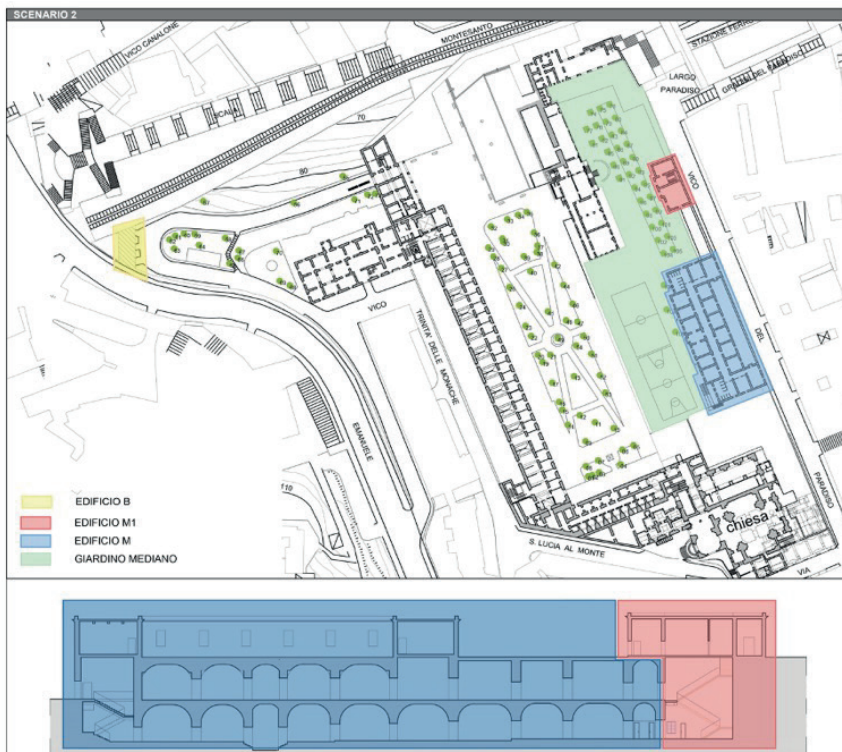 SCENARIO 2
VICO CANALONE
MONTESANTO
SCALA
STAZIONE FERR
LARGO
PARADISO
GRADINI DEL PARADISO
70
80
VICO
VICO
TRINITA' DELLE MONACHE
DEL
EMANUELE
110
PARADISO
chiesa
S. LUCIA AL MONTE
VIA
EDIFICIO B
EDIFICIO M1
EDIFICIO M
GIARDINO MEDIANO